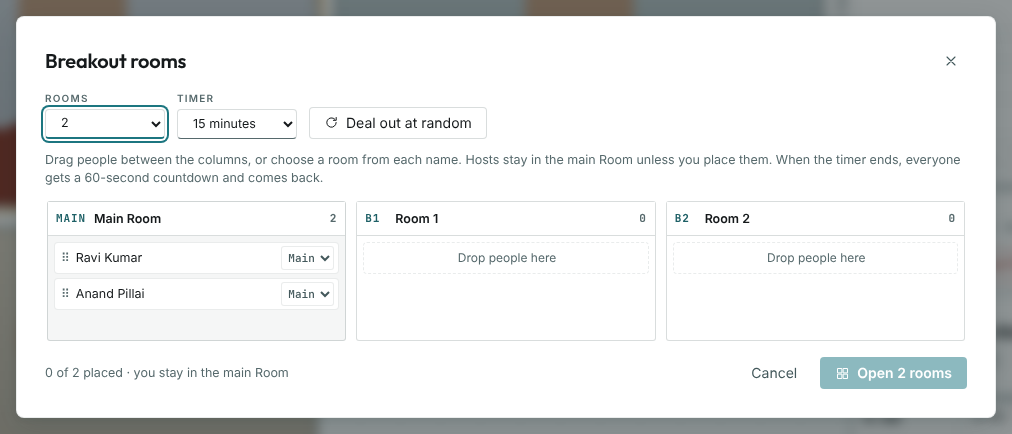 Breakout rooms
ROOMS
TIMER
2
15 minutes
Deal out at random
Drag people between the columns, or choose a room from each name. Hosts stay in the main Room unless you place them. When the timer ends, everyone
gets a 60-second countdown and comes back.
MAIN Main Room 2
Ravi Kumar Main
Anand Pillai Main
B1 Room 1 0
Drop people here
B2 Room 2 0
Drop people here
0 of 2 placed · you stay in the main Room
Cancel
Open 2 rooms